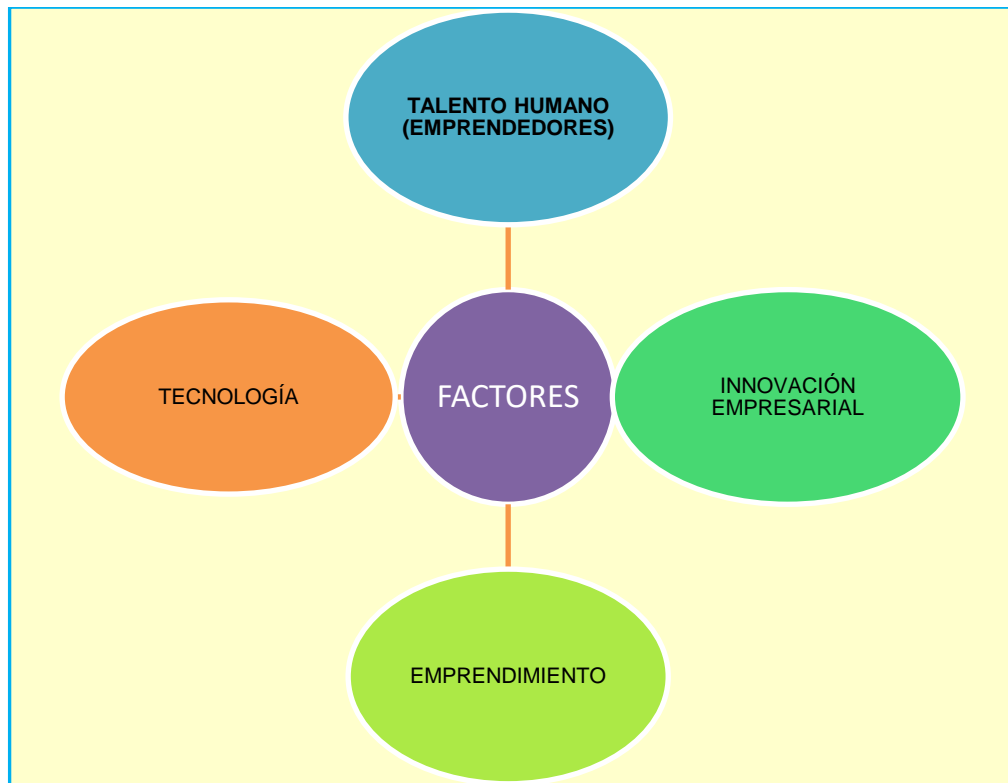 TALENTO HUMANO
(EMPRENDEDORES)
TECNOLOGÍA
FACTORES
INNOVACIÓN
EMPRESARIAL
EMPRENDIMIENTO